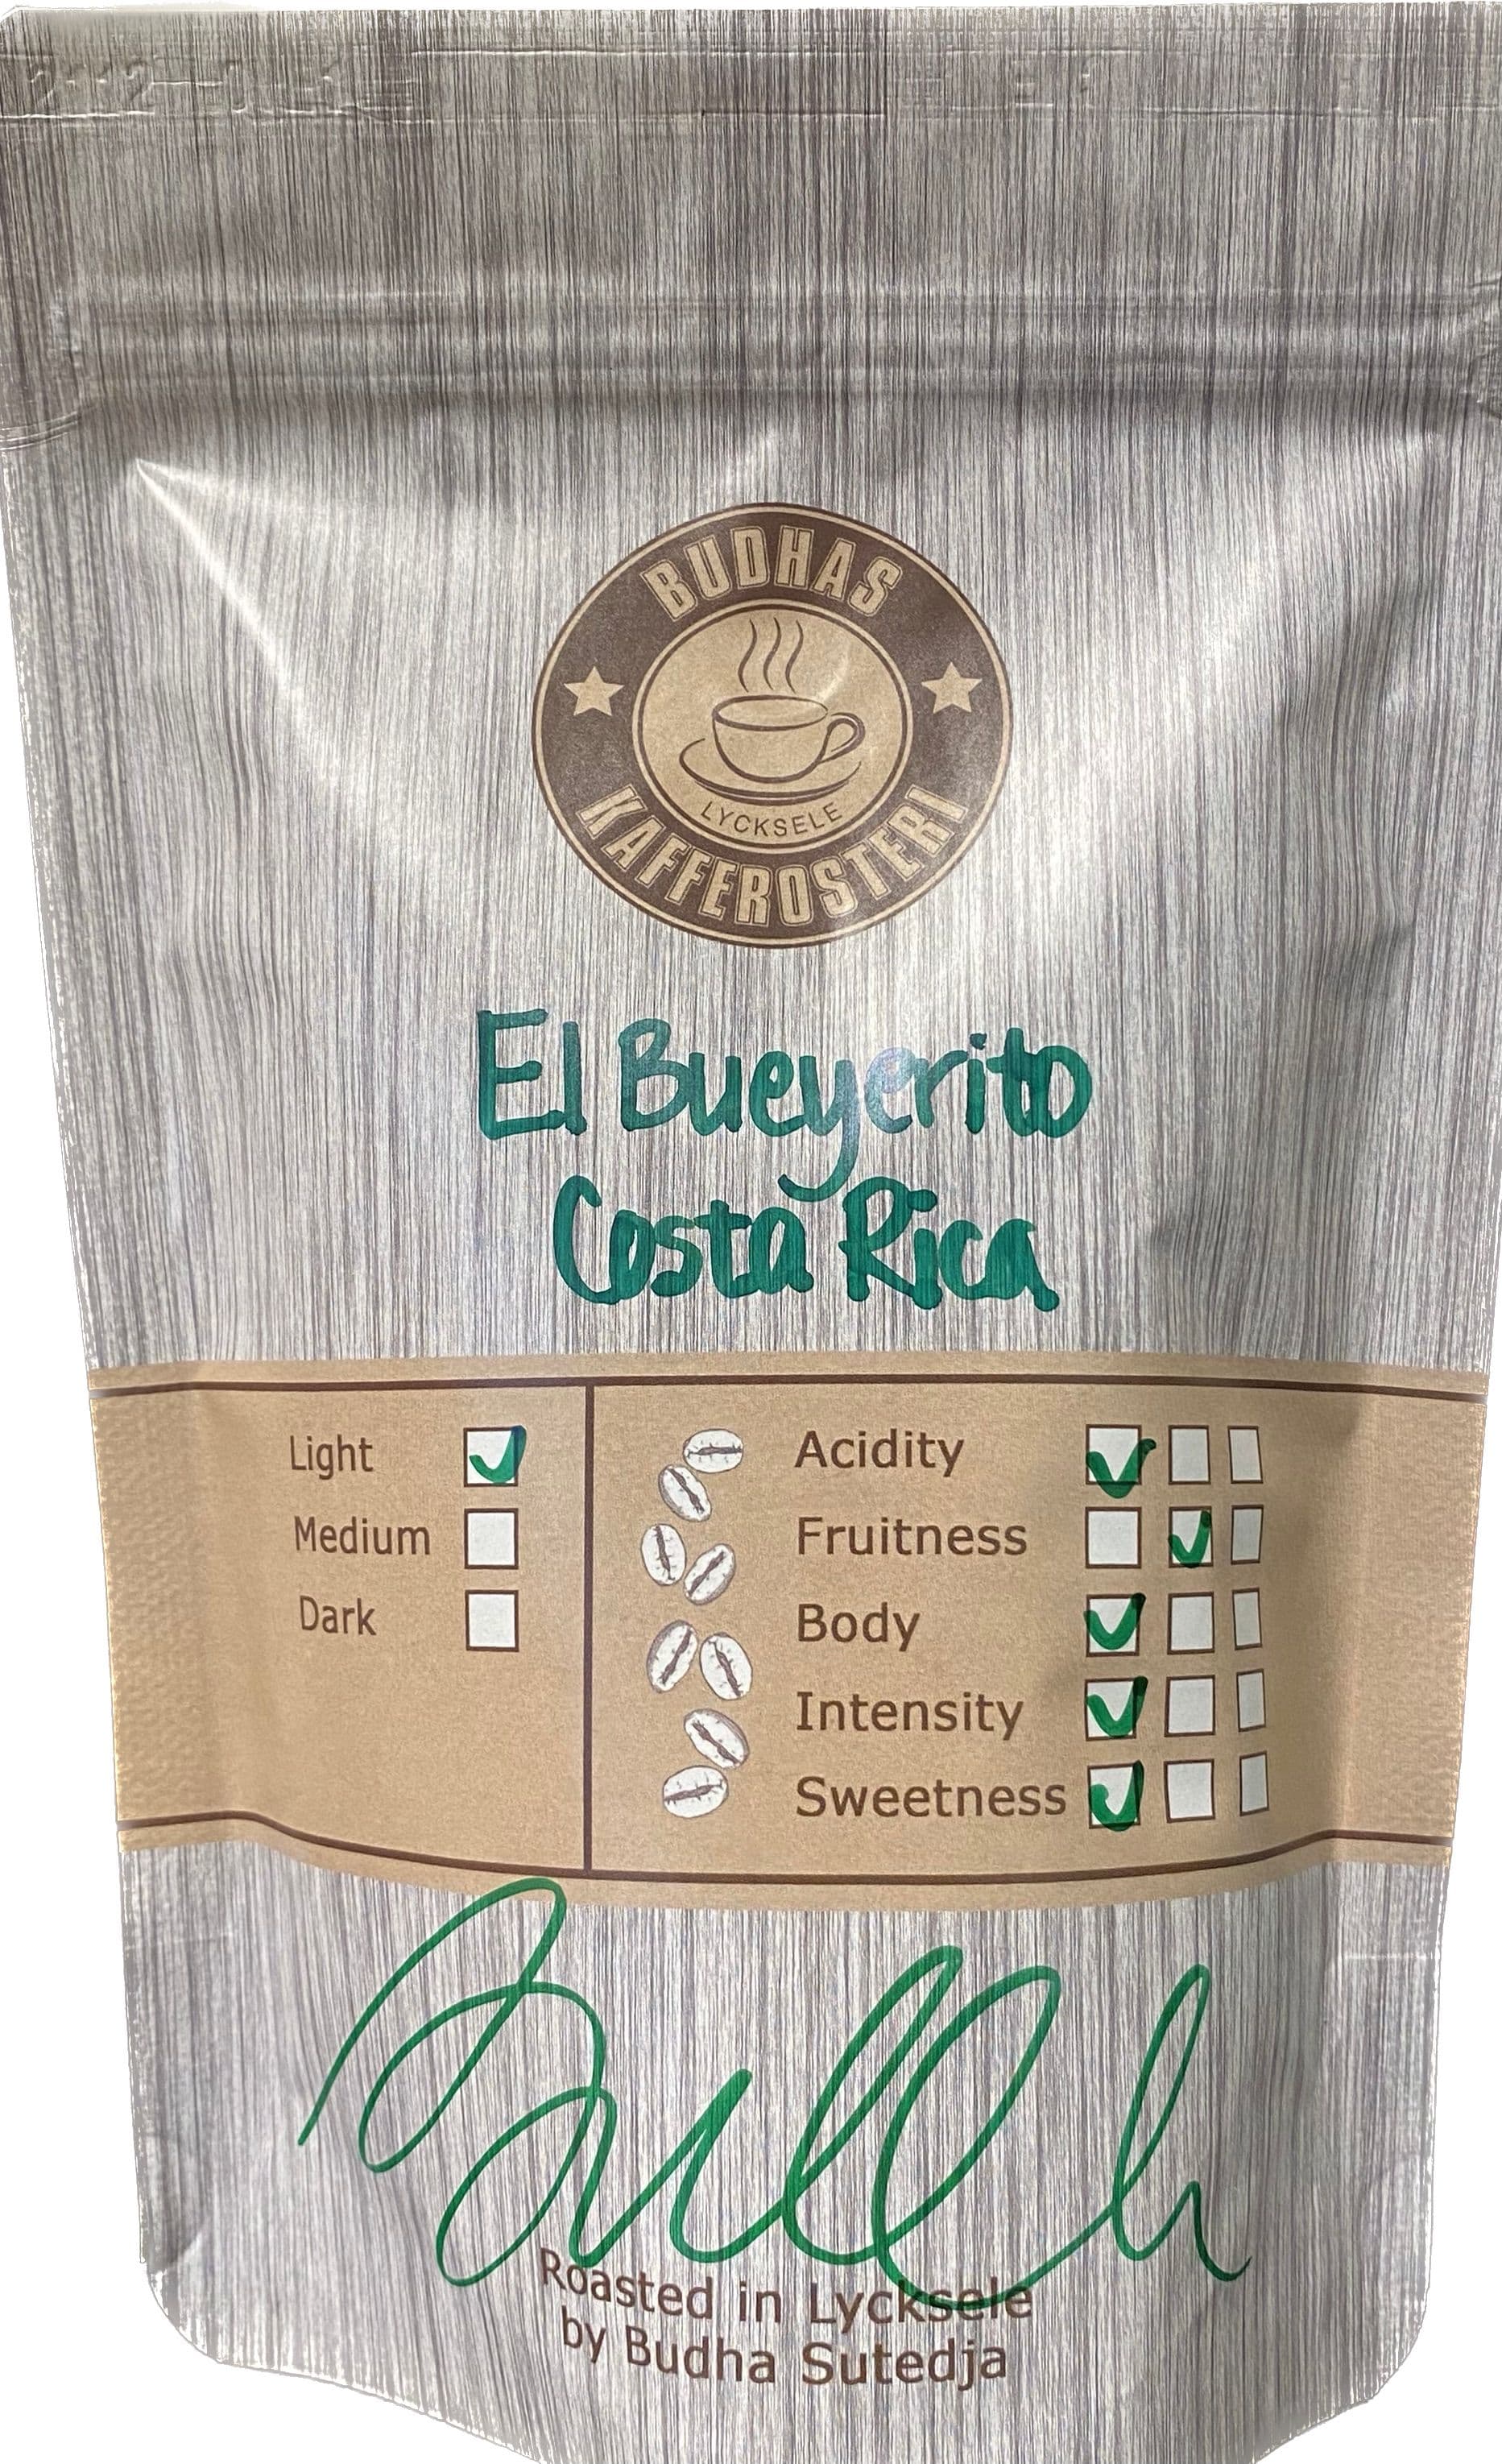 BUDHAS
LYCKSELE
KAFFEROSTERI
El Bueyerito
Costa Rica
Light
Medium
Dark
Acidity
Fruitness
Body
Intensity
Sweetness
Roasted in Lycksele
by Budha Sutedja